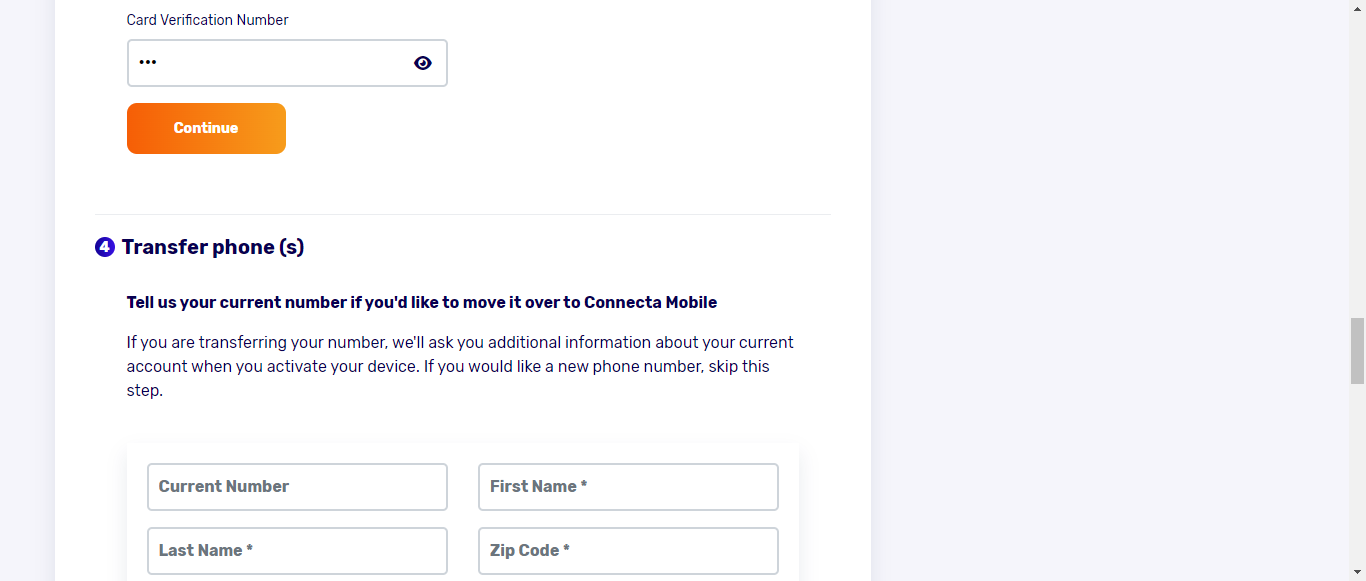 Card Verification Number
•••
Continue
4 Transfer phone (s)
Tell us your current number if you'd like to move it over to Connecta Mobile
If you are transferring your number, we'll ask you additional information about your current
account when you activate your device. If you would like a new phone number, skip this
step.
Current Number
First Name *
Last Name *
Zip Code *